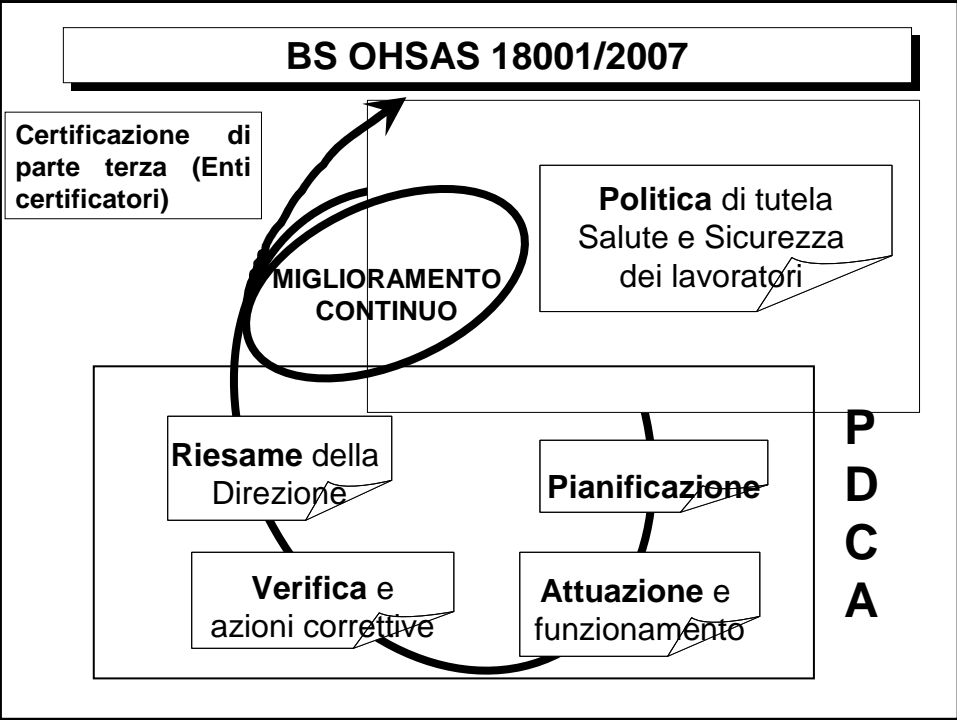 BS OHSAS 18001/2007
Certificazione di
parte terza (Enti
certificatori)
Politica di tutela
Salute e Sicurezza
dei lavoratori
MIGLIORAMENTO
CONTINUO
Riesame della
Direzione
Pianificazione
Verifica e
azioni correttive
Attuazione e
funzionamento
P
D
C
A